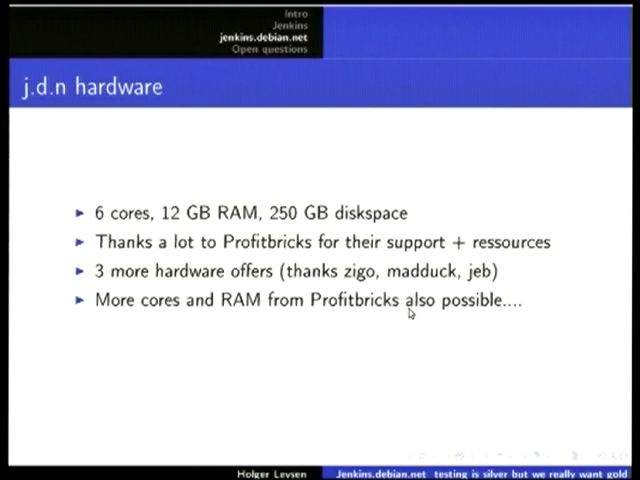 Intro
Jenkins
jenkins.debian.net
Open questions
j.d.n hardware
6 cores, 12 GB RAM, 250 GB diskspace
Thanks a lot to Profitbricks for their support + ressources
3 more hardware offers (thanks zigo, madduck, jeb)
More cores and RAM from Profitbricks also possible....
Holger Levsen
Jenkins.debian.net testing is silver but we really want gold